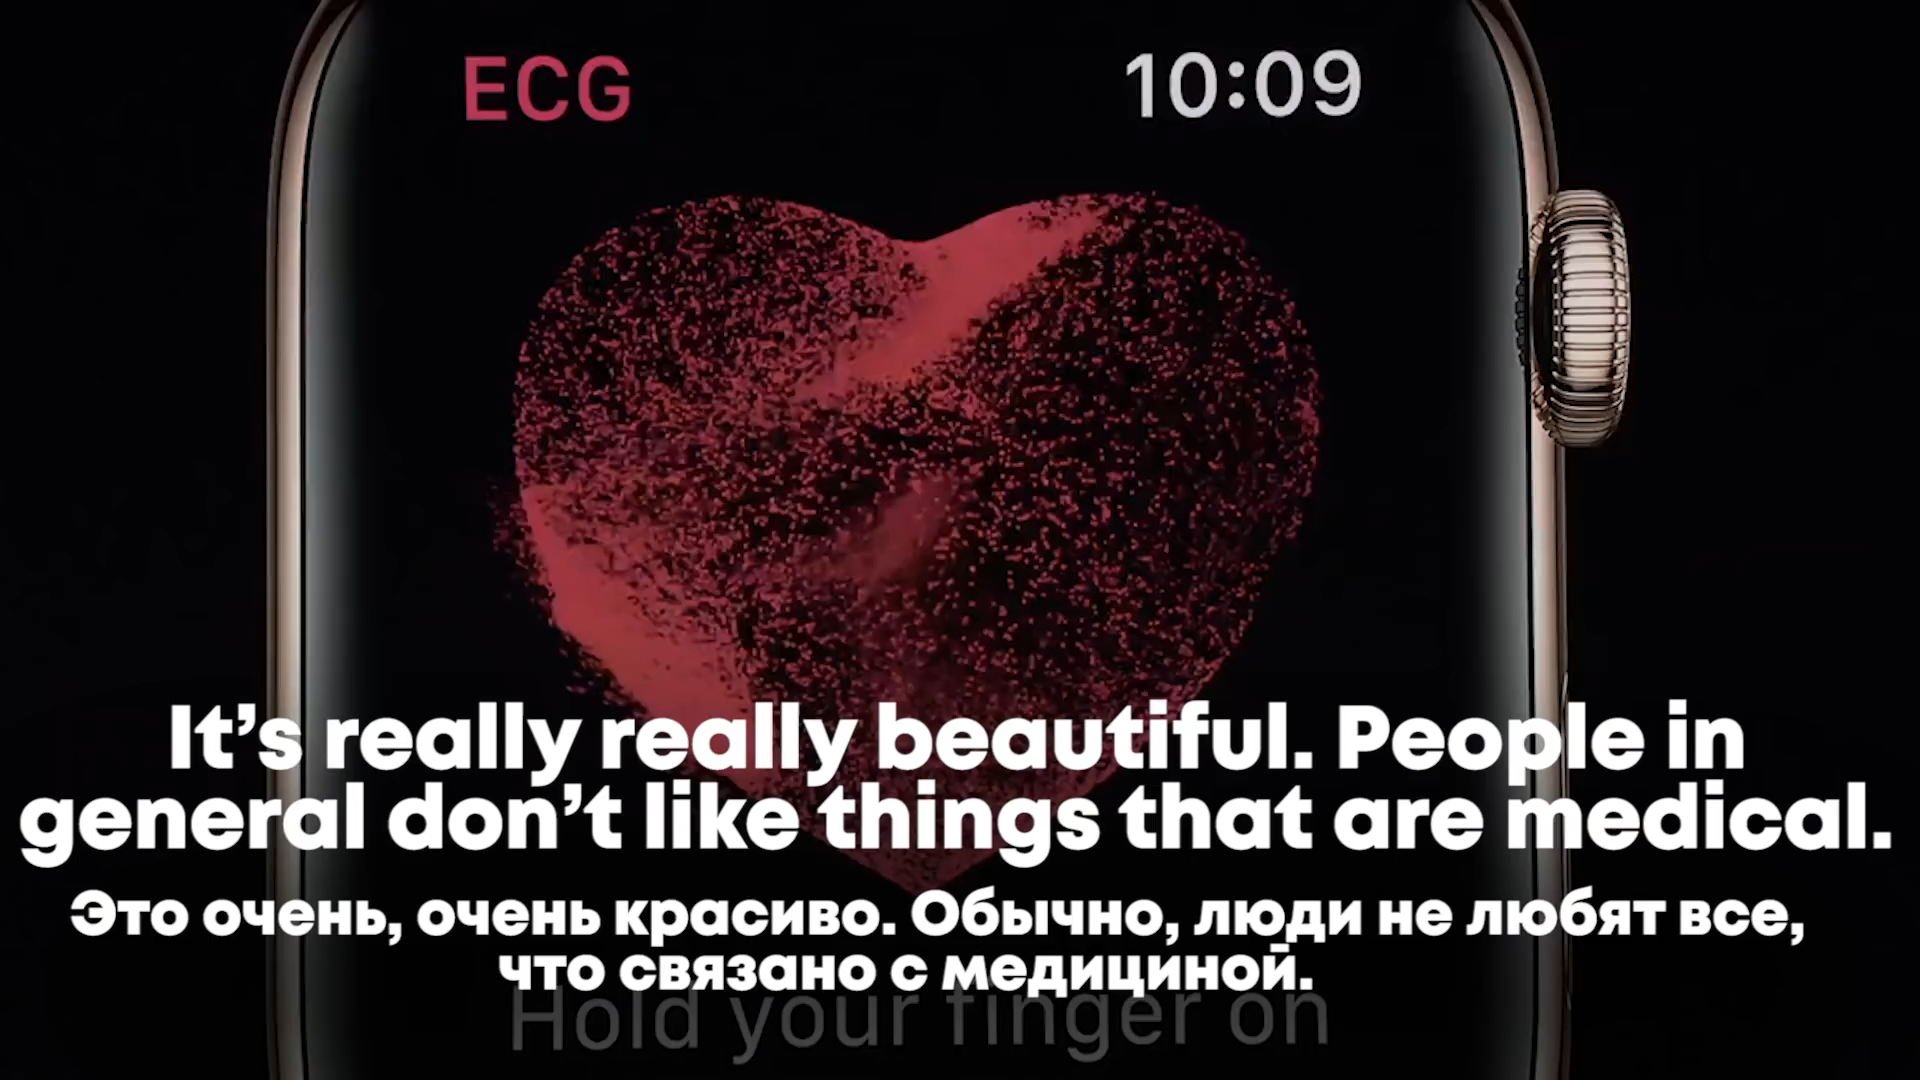 ECG
10:09
It’s really really beautiful. People in
general don’t like things that are medical.
Это очень, очень красиво. Обычно, люди не любят все,
что связано с медициной.
Hold your finger on